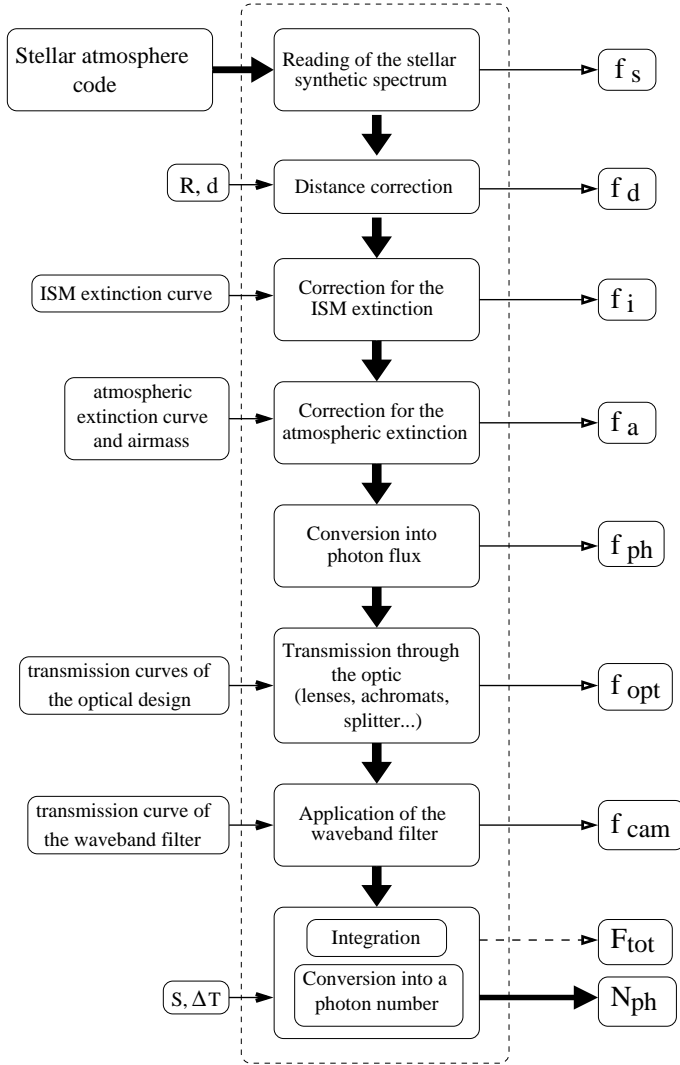 Stellar atmosphere
code
Reading of the stellar
synthetic spectrum
f s
R, d
Distance correction
f d
ISM extinction curve
Correction for the
ISM extinction
f i
atmospheric
extinction curve
and airmass
Correction for the
atmospheric extinction
f a
Conversion into
photon flux
f ph
transmission curves of
the optical design
Transmission through
the optic
(lenses, achromats,
splitter...)
f opt
transmission curve of
the waveband filter
Application of the
waveband filter
f cam
Integration
F tot
S, ΔT
Conversion into a
photon number
N ph